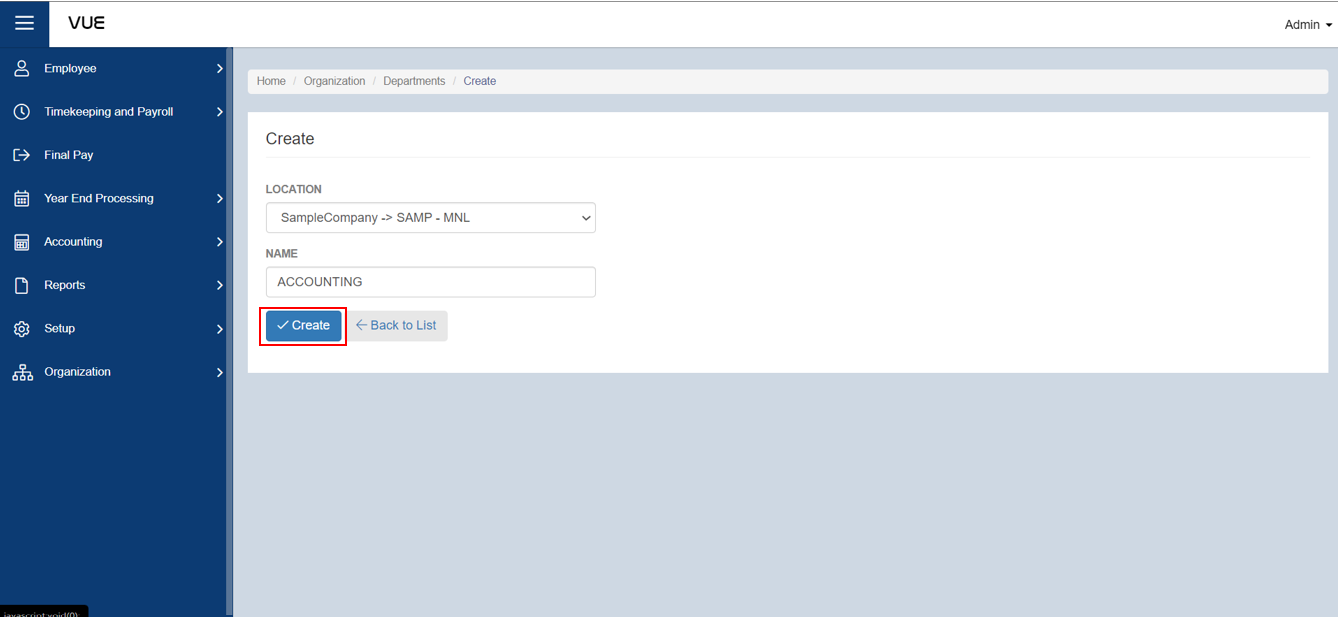 VUE
Admin
Employee
Timekeeping and Payroll
Final Pay
Year End Processing
Accounting
Reports
Setup
Organization
Home / Organization / Departments / Create
Create
LOCATION
SampleCompany -> SAMP - MNL
NAME
ACCOUNTING
Create
Back to List
javascript:void(0);